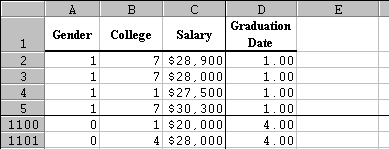 A B C D E
1 Gender College Salary Graduation Date
2 1 7 $28,900 1.00
3 1 7 $28,000 1.00
4 1 1 $27,500 1.00
5 1 7 $30,300 1.00
1100 0 1 $20,000 4.00
1101 0 4 $28,000 4.00